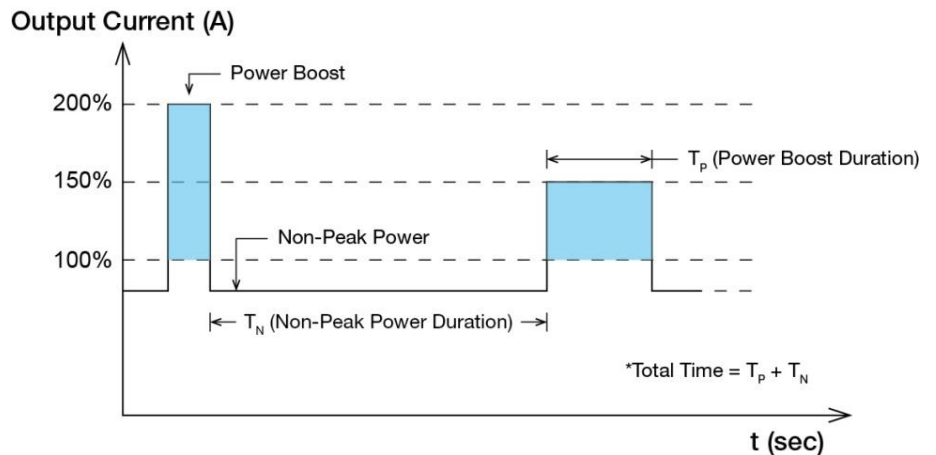 Output Current (A)
Power Boost
200%
T_P (Power Boost Duration)
150%
Non-Peak Power
100%
T_N (Non-Peak Power Duration)
*Total Time = T_P + T_N
t (sec)